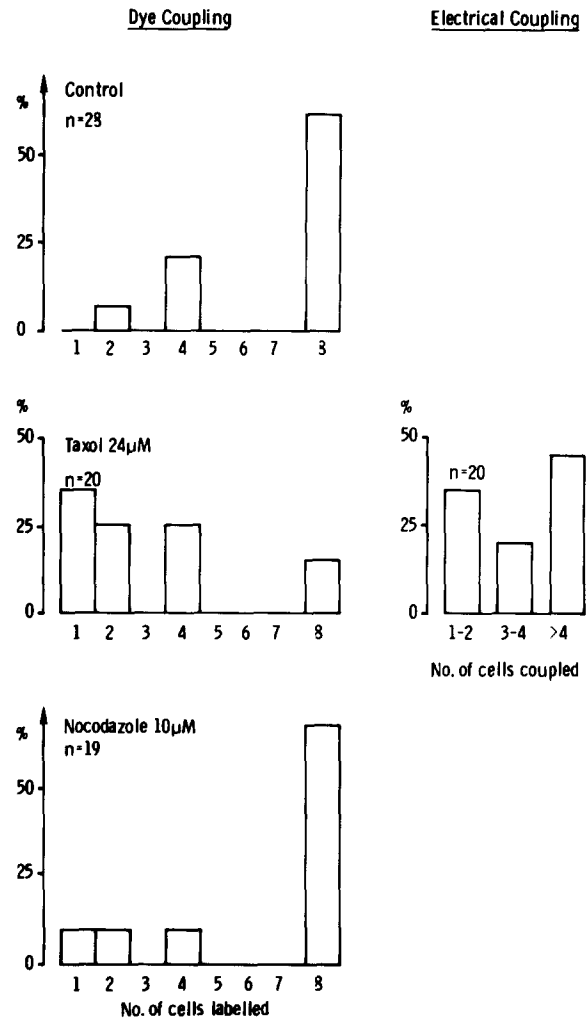 Dye Coupling
Electrical Coupling
Control
n=28
%
50
25
0
1 2 3 4 5 6 7 8
%
50
25
0
Taxol 24µM
n=20
1 2 3 4 5 6 7 8
%
50
25
0
n=20
1-2 3-4 >4
No. of cells coupled
Nocodazole 10µM
n=19
%
50
25
0
1 2 3 4 5 6 7 8
No. of cells labelled